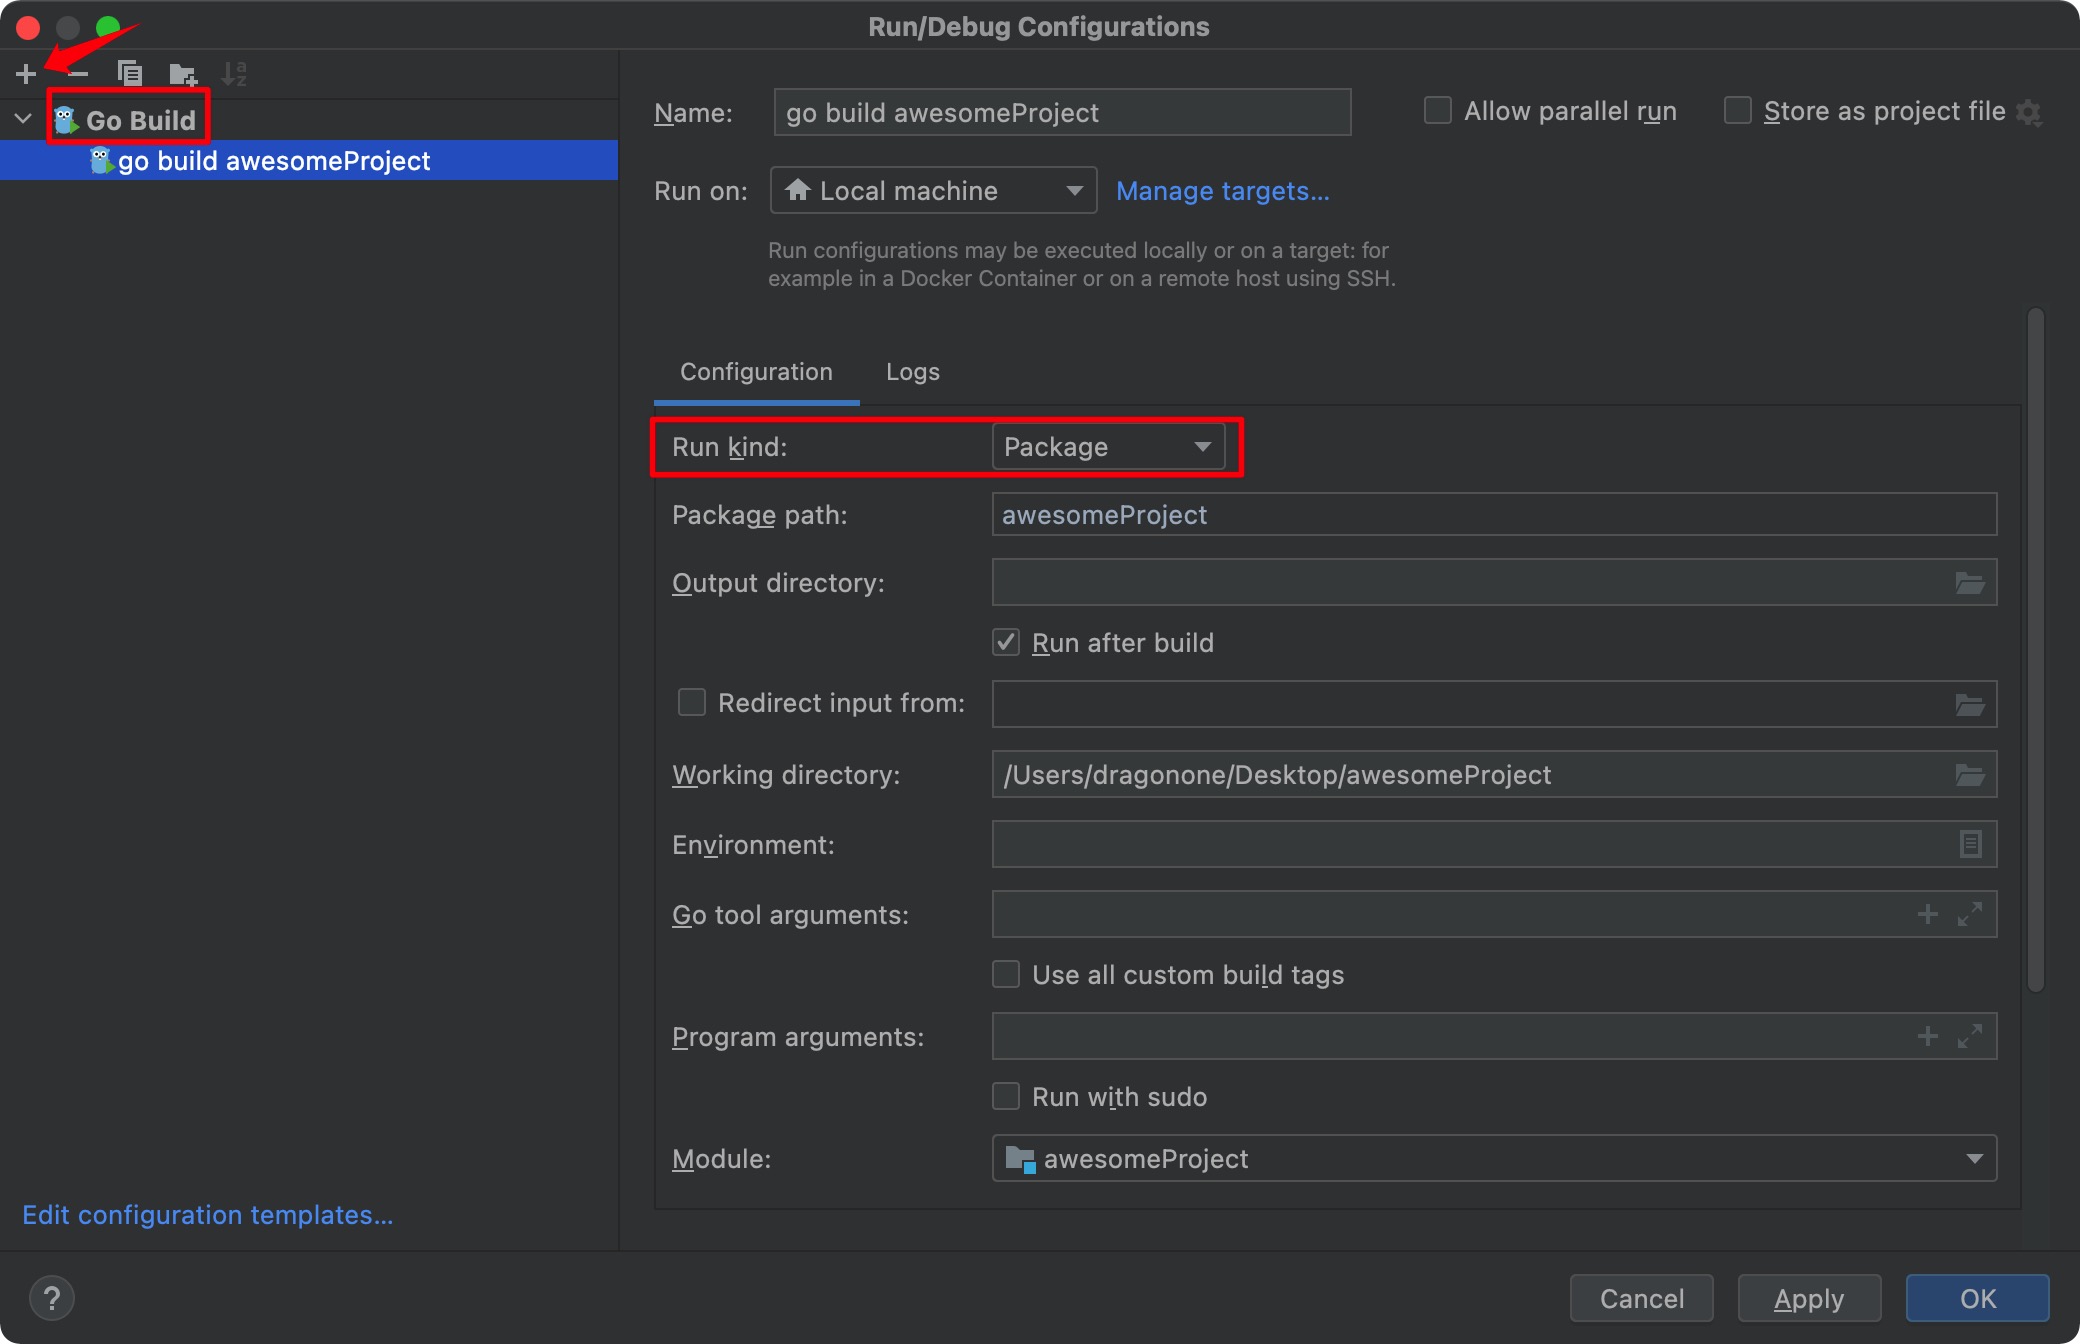 Run/Debug Configurations
Go Build
go build awesomeProject
Edit configuration templates...
Name: go build awesomeProject
Allow parallel run
Store as project file
Run on: Local machine Manage targets...
Run configurations may be executed locally or on a target: for
example in a Docker Container or on a remote host using SSH.
Configuration Logs
Run kind: Package
Package path: awesomeProject
Output directory:
Run after build
Redirect input from:
Working directory: /Users/dragonone/Desktop/awesomeProject
Environment:
Go tool arguments:
Use all custom build tags
Program arguments:
Run with sudo
Module: awesomeProject
? Cancel Apply OK